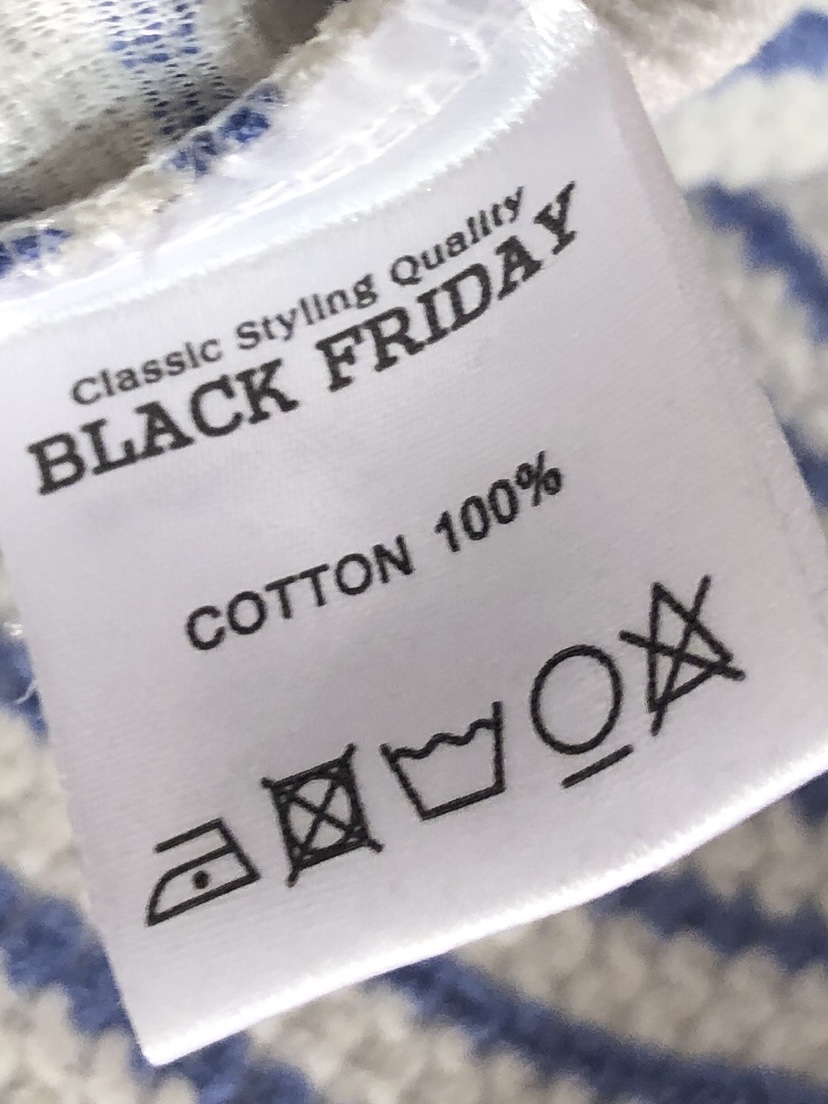 Classic Styling Quality
BLACK FRIDAY
COTTON 100%